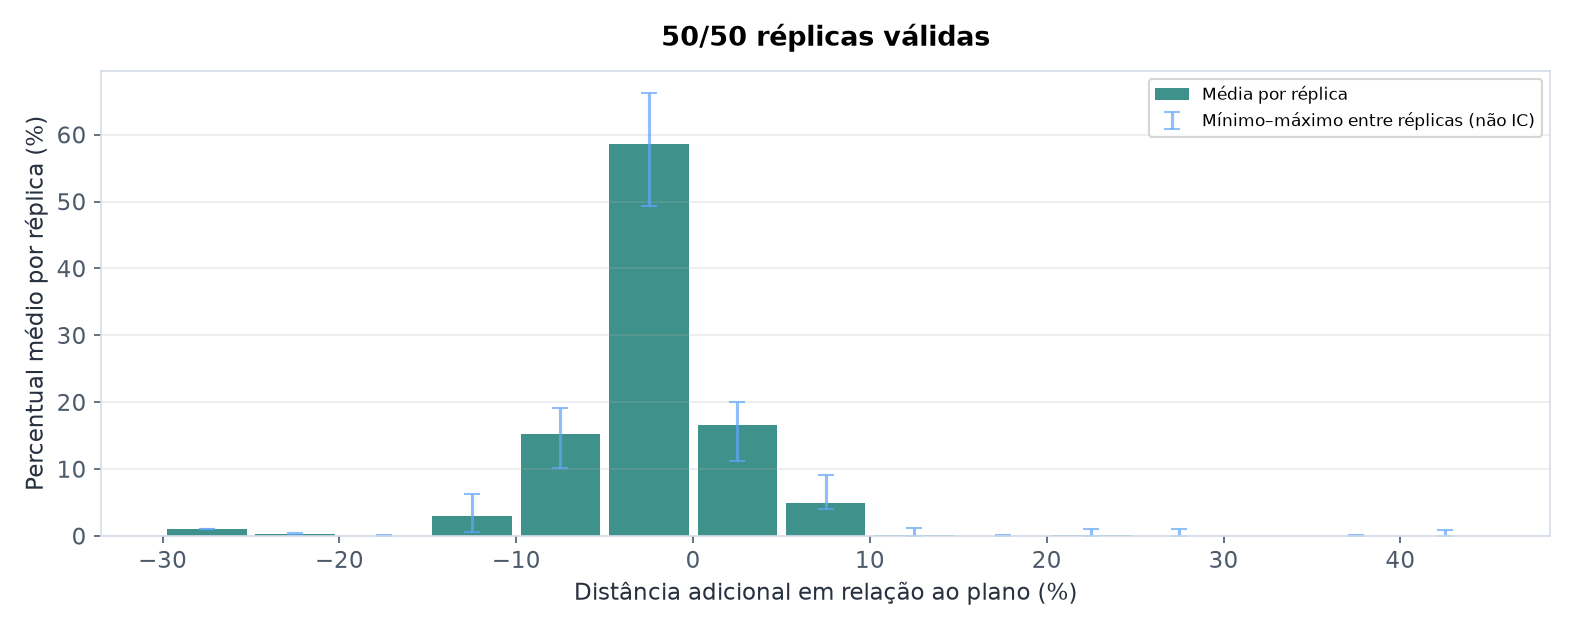 50/50 réplicas válidas
Percentual médio por réplica (%)
60
50
40
30
20
10
0
Média por réplica
Mínimo–máximo entre réplicas (não IC)
−30 −20 −10 0 10 20 30 40
Distância adicional em relação ao plano (%)